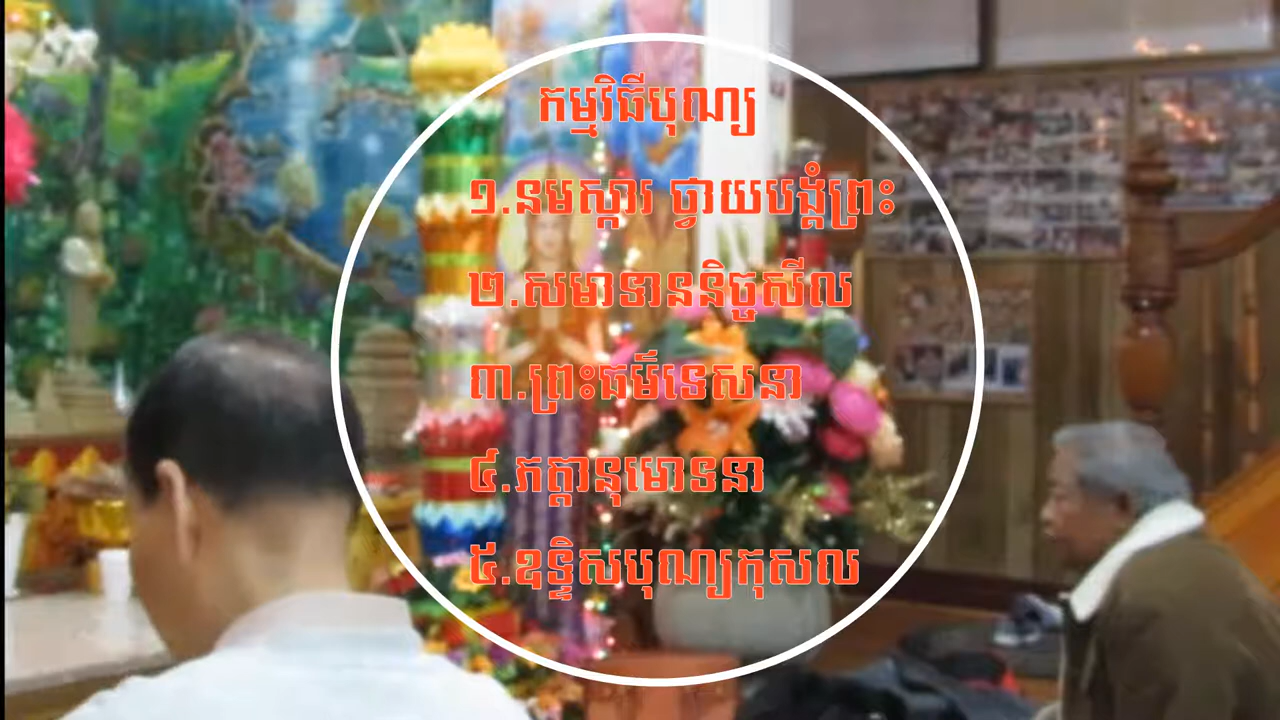 កម្មវិធីបុណ្យ
១.នមស្ការ ថ្វាយបង្គំព្រះ
២.សមាទាននិច្ចសីល
៣.ព្រះធម៌ទេសនា
៤.ភត្តានុមោទនា
៥.ឧទ្ទិសបុណ្យកុសល